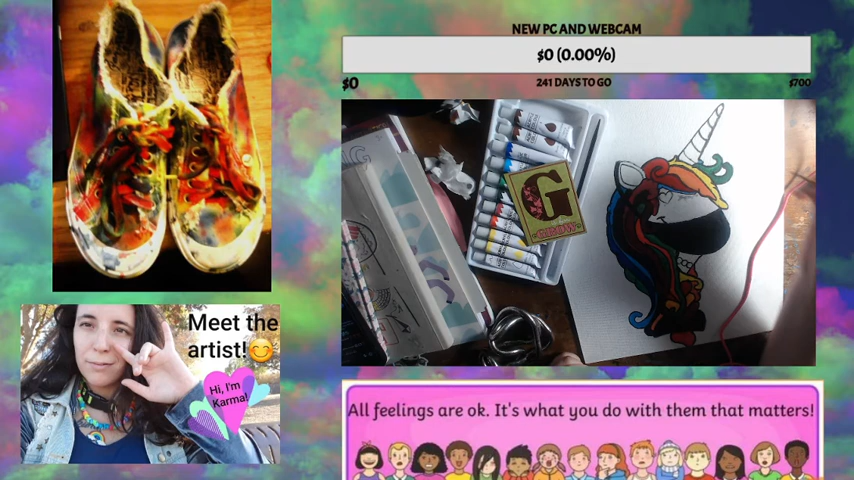 NEW PC AND WEBCAM
$0 (0.00%)
$0
241 DAYS TO GO
$700
G
Meet the
artist!😊
Hi, I'm
Karma!
All feelings are ok. It's what you do with them that matters!